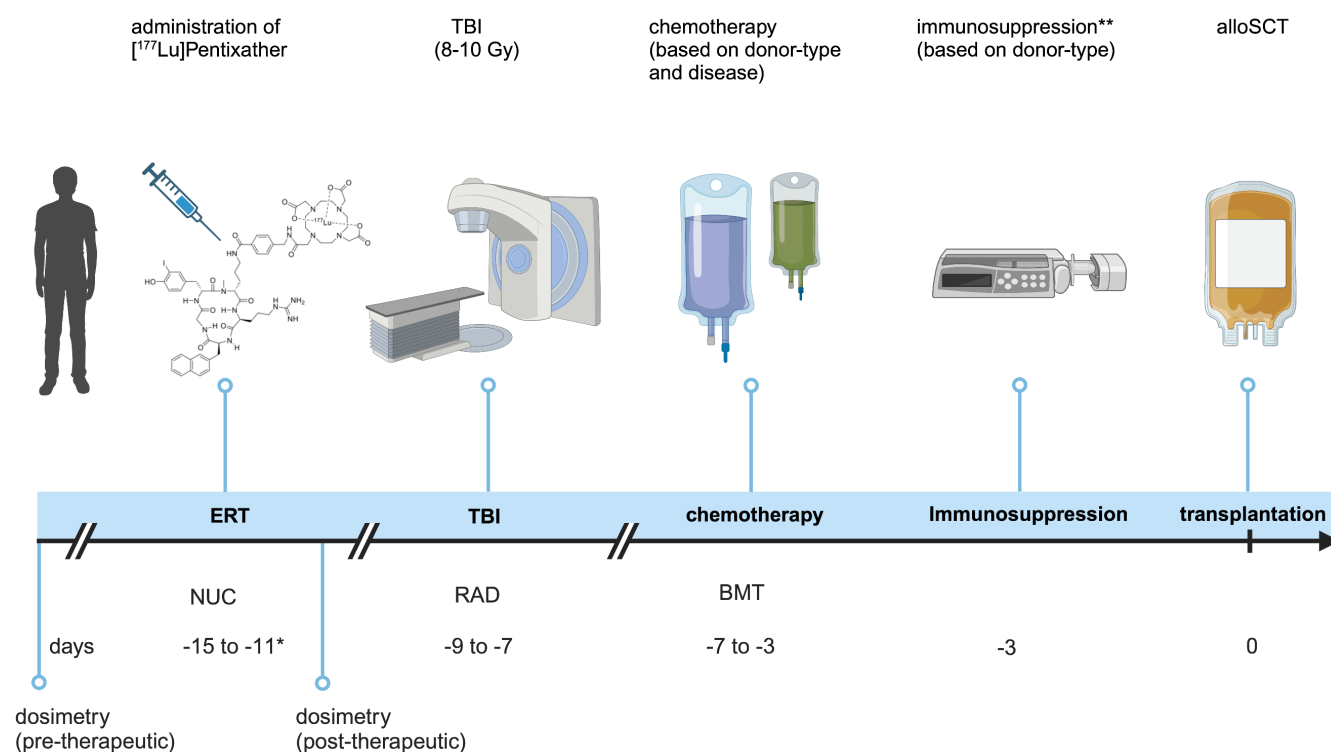 administration of
[¹⁷⁷Lu]Pentixather
TBI
(8-10 Gy)
chemotherapy
(based on donor-type
and disease)
immunosuppression**
(based on donor-type)
alloSCT
ERT
TBI
chemotherapy
Immunosuppression
transplantation
NUC
RAD
BMT
days
-15 to -11*
-9 to -7
-7 to -3
-3
0
dosimetry
(pre-therapeutic)
dosimetry
(post-therapeutic)